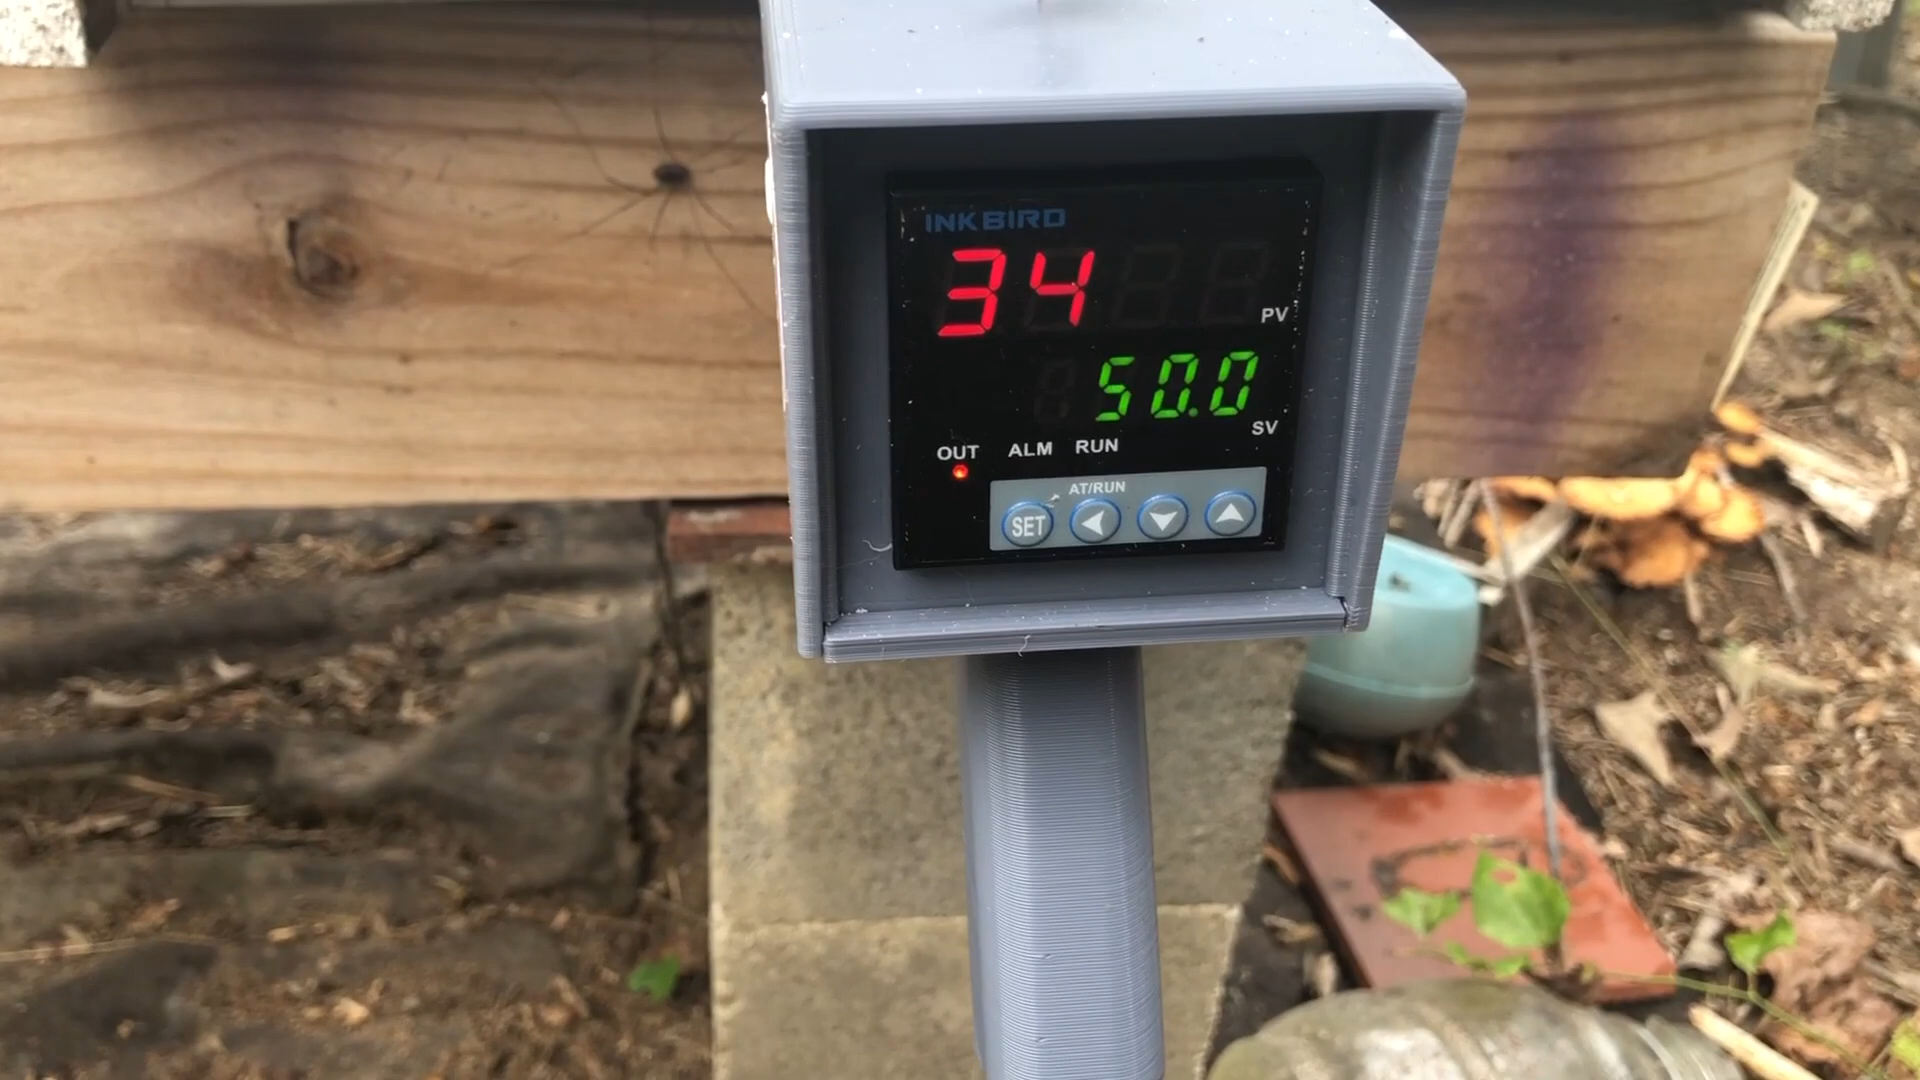 INKBIRD
34
PV
50.0
SV
OUT ALM RUN
AT/RUN
SET